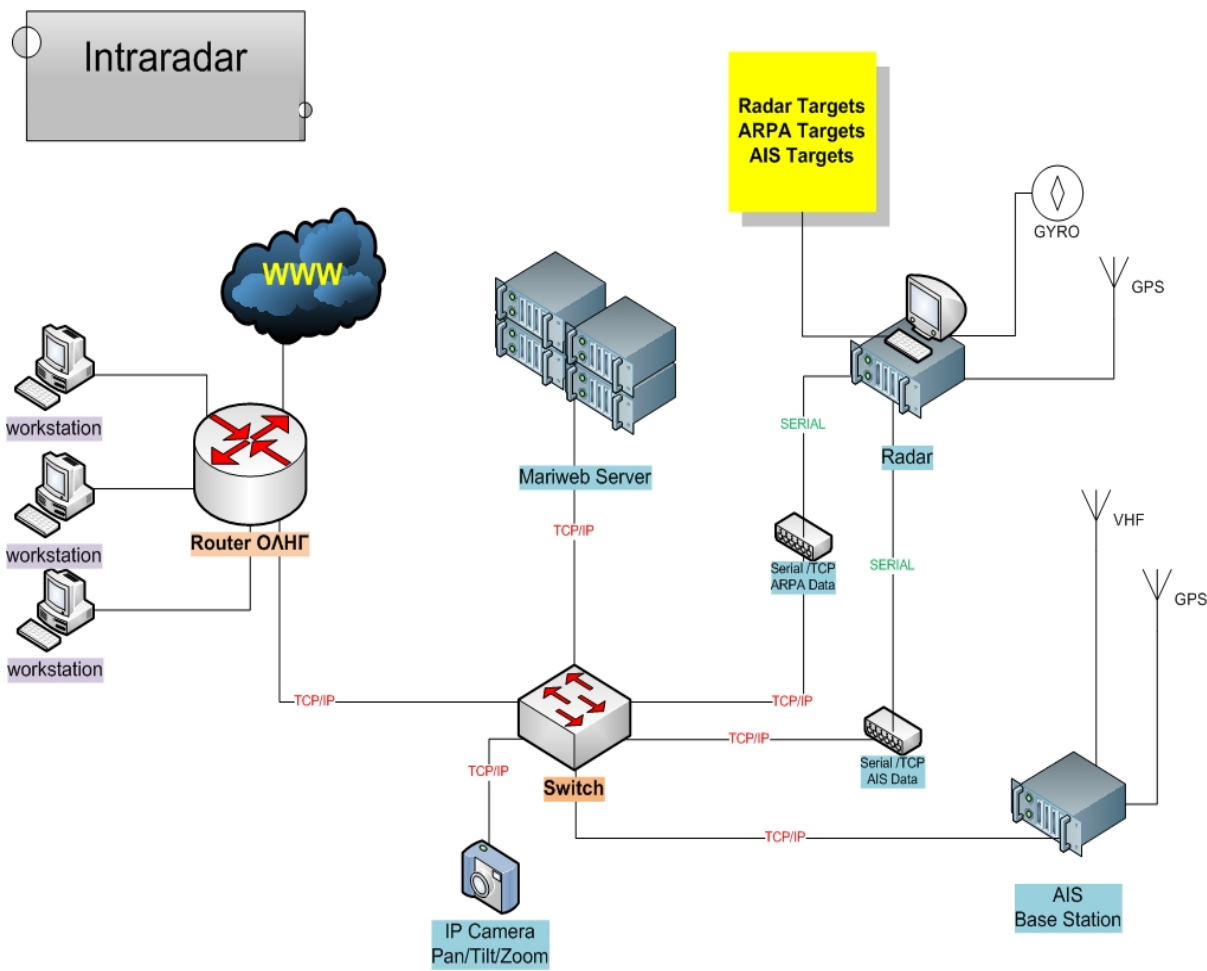 Intraradar
Radar Targets
ARPA Targets
AIS Targets
GYRO
WWW
GPS
workstation
SERIAL
Radar
Mariweb Server
VHF
TCP/IP
Router ΟΛΗΓ
workstation
Serial /TCP
ARPA Data
SERIAL
GPS
workstation
TCP/IP
TCP/IP
TCP/IP
Serial /TCP
AIS Data
TCP/IP
Switch
TCP/IP
AIS
Base Station
IP Camera
Pan/Tilt/Zoom